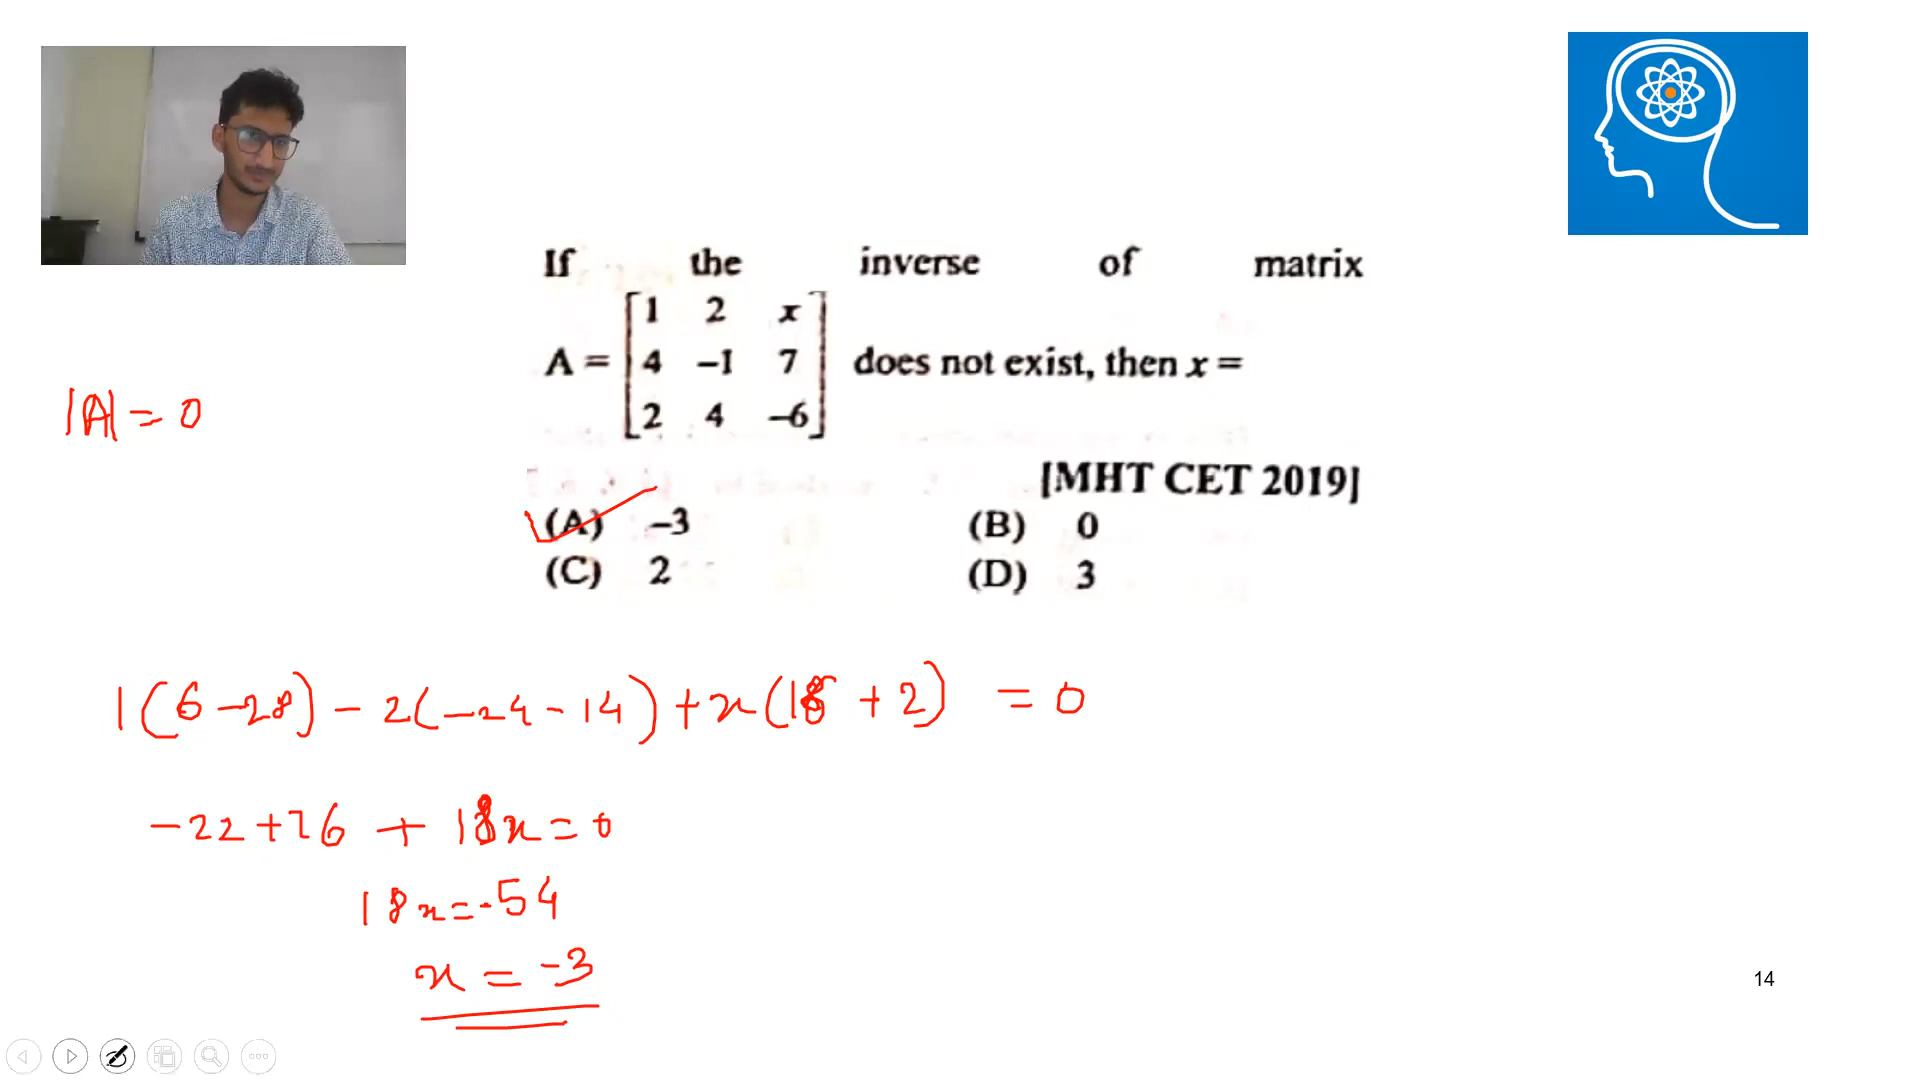 If the inverse of matrix
A = [1 2 x
4 −1 7
2 4 −6] does not exist, then x =
|A| = 0
[MHT CET 2019]
(A) −3 (B) 0
(C) 2 (D) 3
1(6-28) - 2(-24-14) + x(16 + 2) = 0
-22+76 + 18x = 0
18x = -54
x = -3
14